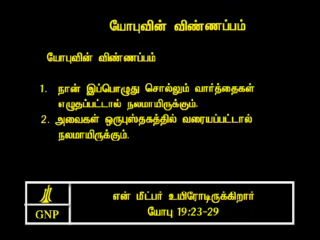 யோபுவின் விண்ணப்பம்
யோபுவின் விண்ணப்பம்
1. நான் இப்பொழுது சொல்லும் வார்த்தைகள்
எழுதப்பட்டால் நலமாயிருக்கும்.
2. அவைகள் ஒருபுஸ்தகத்தில் வரையப்பட்டால்
நலமாயிருக்கும்.
GNP
என் மீட்பர் உயிரோடிருக்கிறார்
யோபு 19:23-29